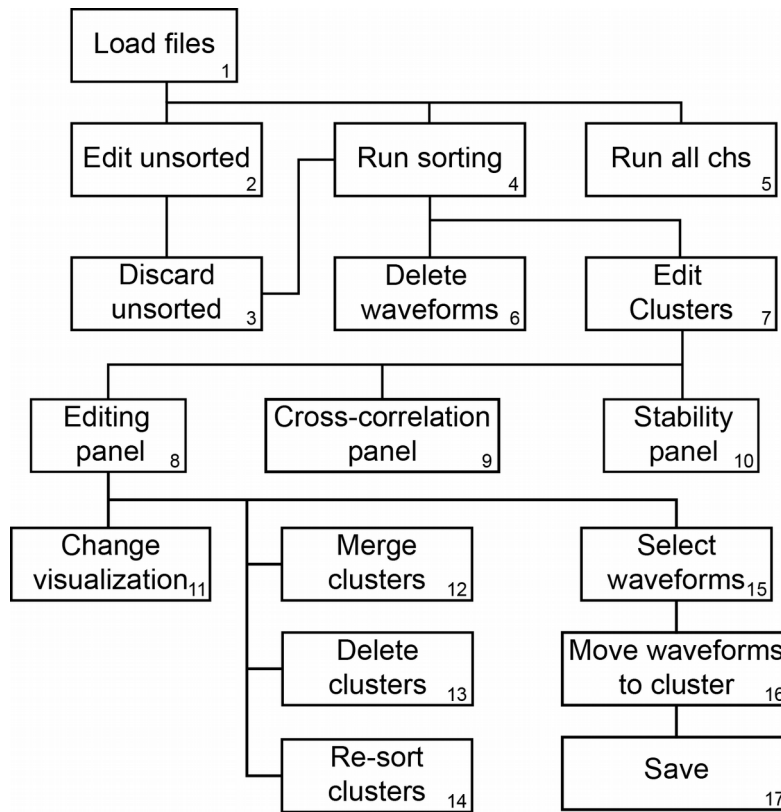 Load files
1
Edit unsorted
2
Run sorting
4
Run all chs
5
Discard
unsorted
3
Delete
waveforms
6
Edit
Clusters
7
Editing
panel
8
Cross-correlation
panel
9
Stability
panel
10
Change
visualization
11
Merge
clusters
12
Select
waveforms
15
Delete
clusters
13
Move waveforms
to cluster
16
Re-sort
clusters
14
Save
17